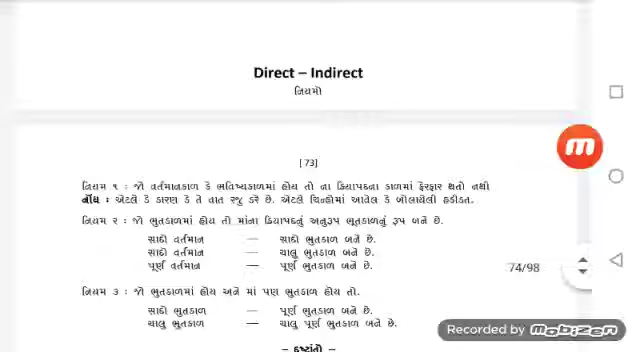 Direct – Indirect
નિયમો
[73]
નિયમ ૧ : જો વર્તમાનકાળ કે ભવિષ્યકાળમાં હોય તો ના ક્રિયાપદના કાળમાં ફેરફાર થતો નથી
નોંધ : એટલે કે કારણ કે તે વાત રજુ કરે છે. એટલી ચિન્હોમાં આવેલ કે બોલાયેલી હકીકત.
નિયમ ૨ : જો ભુતકાળમાં હોય તો માંના ક્રિયાપદનું અનુરૂપ ભૂતકાળનું રૂપ બને છે.
સાદો વર્તમાન — સાદો ભુતકાળ બને છે.
સાદો વર્તમાન — ચાલુ ભુતકાળ બને છે.
પૂર્ણ વર્તમાન — પૂર્ણ ભુતકાળ બને છે.
74/98
નિયમ 3 : જો ભુતકાળમાં હોય અને માં પણ ભુતકાળ હોય તો.
સાદો ભુતકાળ — પૂર્ણ ભુતકાળ બને છે.
ચાલુ ભુતકાળ — ચાલુ પૂર્ણ ભુતકાળ બને છે.
Recorded by mobizen
– દષ્ટાંતો –